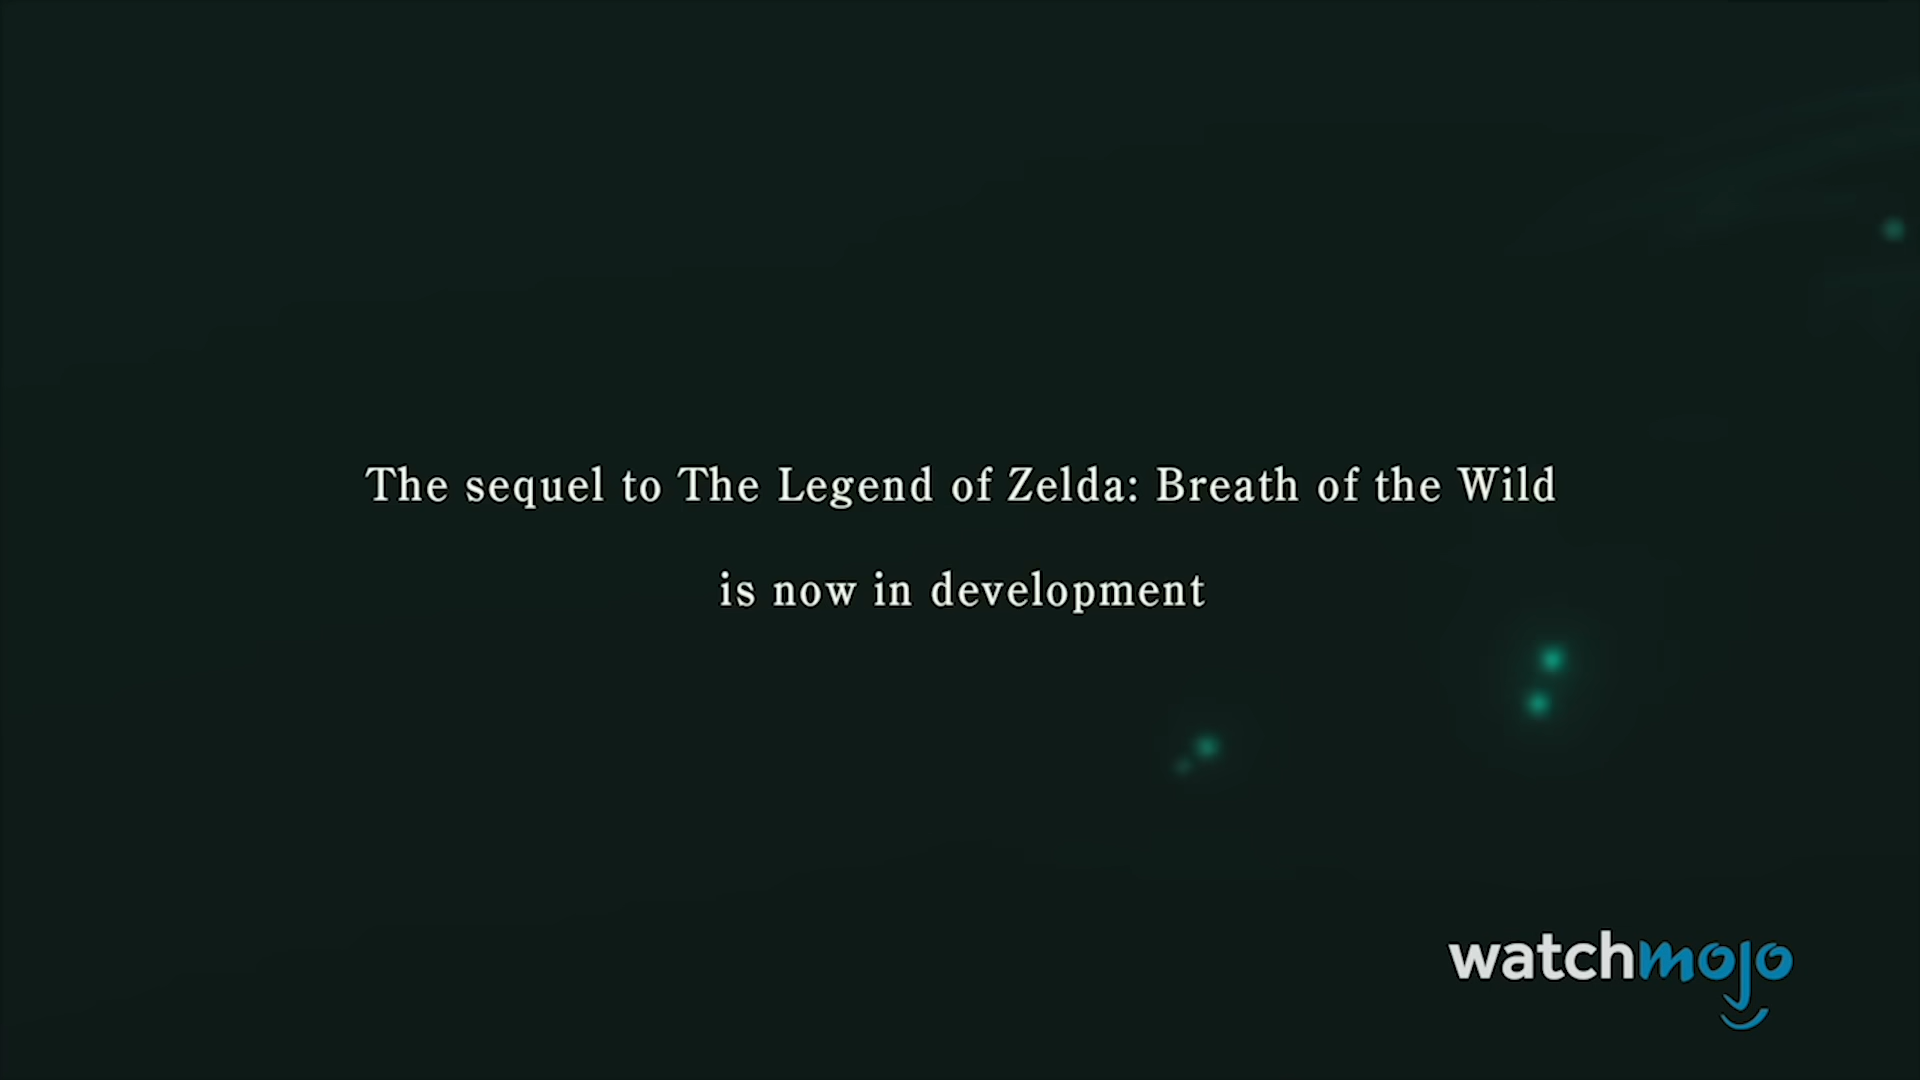 The sequel to The Legend of Zelda: Breath of the Wild
is now in development
watchmojo